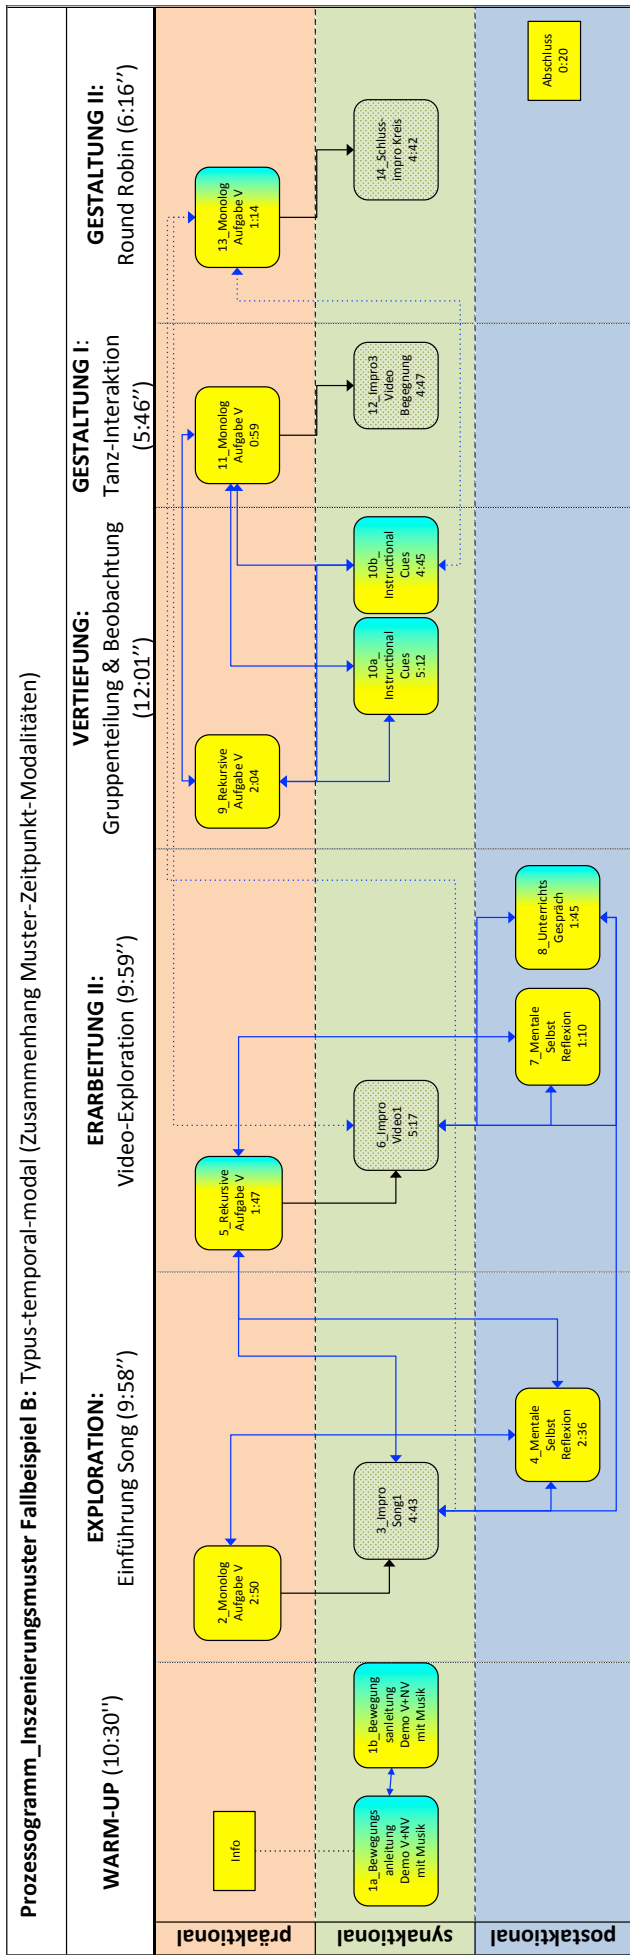 Prozessogramm_Inszenierungsmuster Fallbeispiel B: Typus-temporal-modal (Zusammenhang Muster-Zeitpunkt-Modalitäten)
WARM-UP (10:30'')
EXPLORATION:
Einführung Song (9:58’’)
ERARBEITUNG II:
Video-Exploration (9:59’’)
VERTIEFUNG:
Gruppenteilung & Beobachtung
(12:01’’)
GESTALTUNG I:
Tanz-Interaktion
(5:46’’)
GESTALTUNG II:
Round Robin (6:16’’)
präaktional
Info
2_Monolog
Aufgabe V
2:50
5_Rekursive
Aufgabe V
1:47
9_Rekursive
Aufgabe V
2:04
11_Monolog
Aufgabe V
0:59
13_Monolog
Aufgabe V
1:14
synaktional
1a_Bewegungs
anleitung
Demo V+NV
mit Musik
1b_Bewegung
sanleitung
Demo V+NV
mit Musik
3_Impro
Song1
4:43
6_Impro
Video1
5:17
10a_
Instructional
Cues
5:12
10b_
Instructional
Cues
4:45
12_Impro3
Video
Begegnung
4:47
14_Schluss-
impro Kreis
4:42
postaktional
4_Mentale
Selbst
Reflexion
2:36
7_Mentale
Selbst
Reflexion
1:10
8_Unterrichts
Gespräch
1:45
Abschluss
0:20